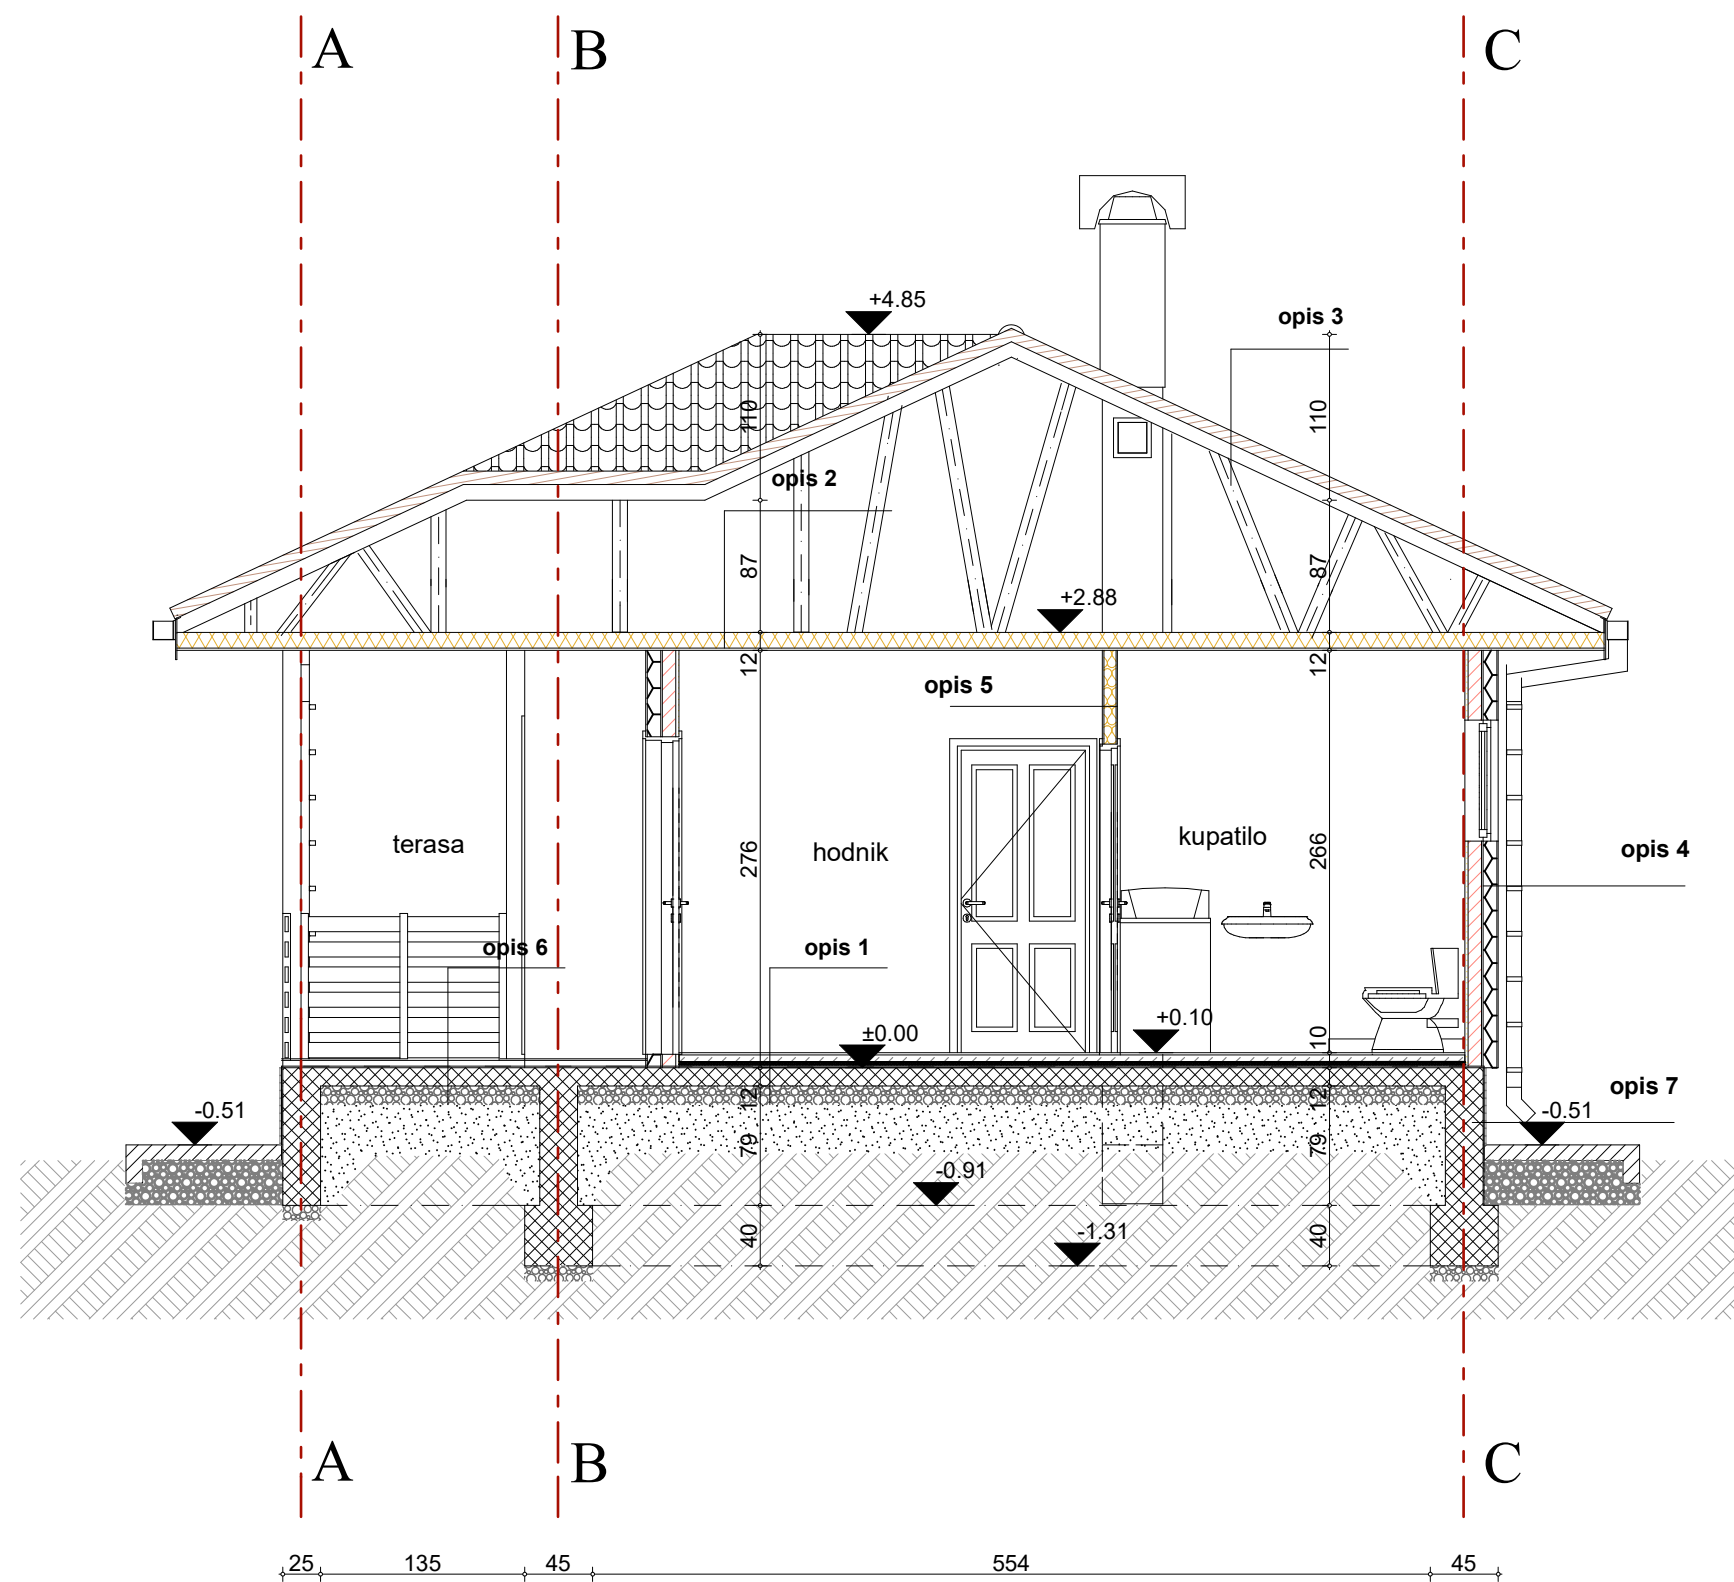 A B C
+4.85
opis 3
110 110
opis 2
87 87
+2.88
12 12
opis 5
276 266
terasa hodnik kupatilo
opis 4
opis 6 opis 1
±0.00 +0.10 10
opis 7
12 12
-0.51 -0.51
79 79
-0.91
40 40
-1.31
A B C
25 135 45 554 45